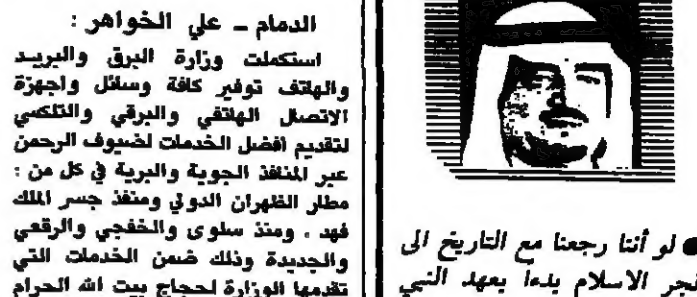 الدمام ــ علي الخواهر :
استكملت وزارة البرق والبريد
والهاتف توفير كافة وسائل واجهزة
الاتصال الهاتفي والبرقي والتلكسي
لتقديم افضل الخدمات لضيوف الرحمن
عبر المنافذ الجوية والبرية في كل من :
مطار الظهران الدولي ومنفذ جسر الملك
فهد . ومنذ سلوى والخفجي والرقعي
والجديدة وذلك ضمن الخدمات التي
تقدمها الوزارة لحجاج بيت الله الحرام
● لو أننا رجعنا مع التاريخ الى
فجر الاسلام بدءا بعهد النبي